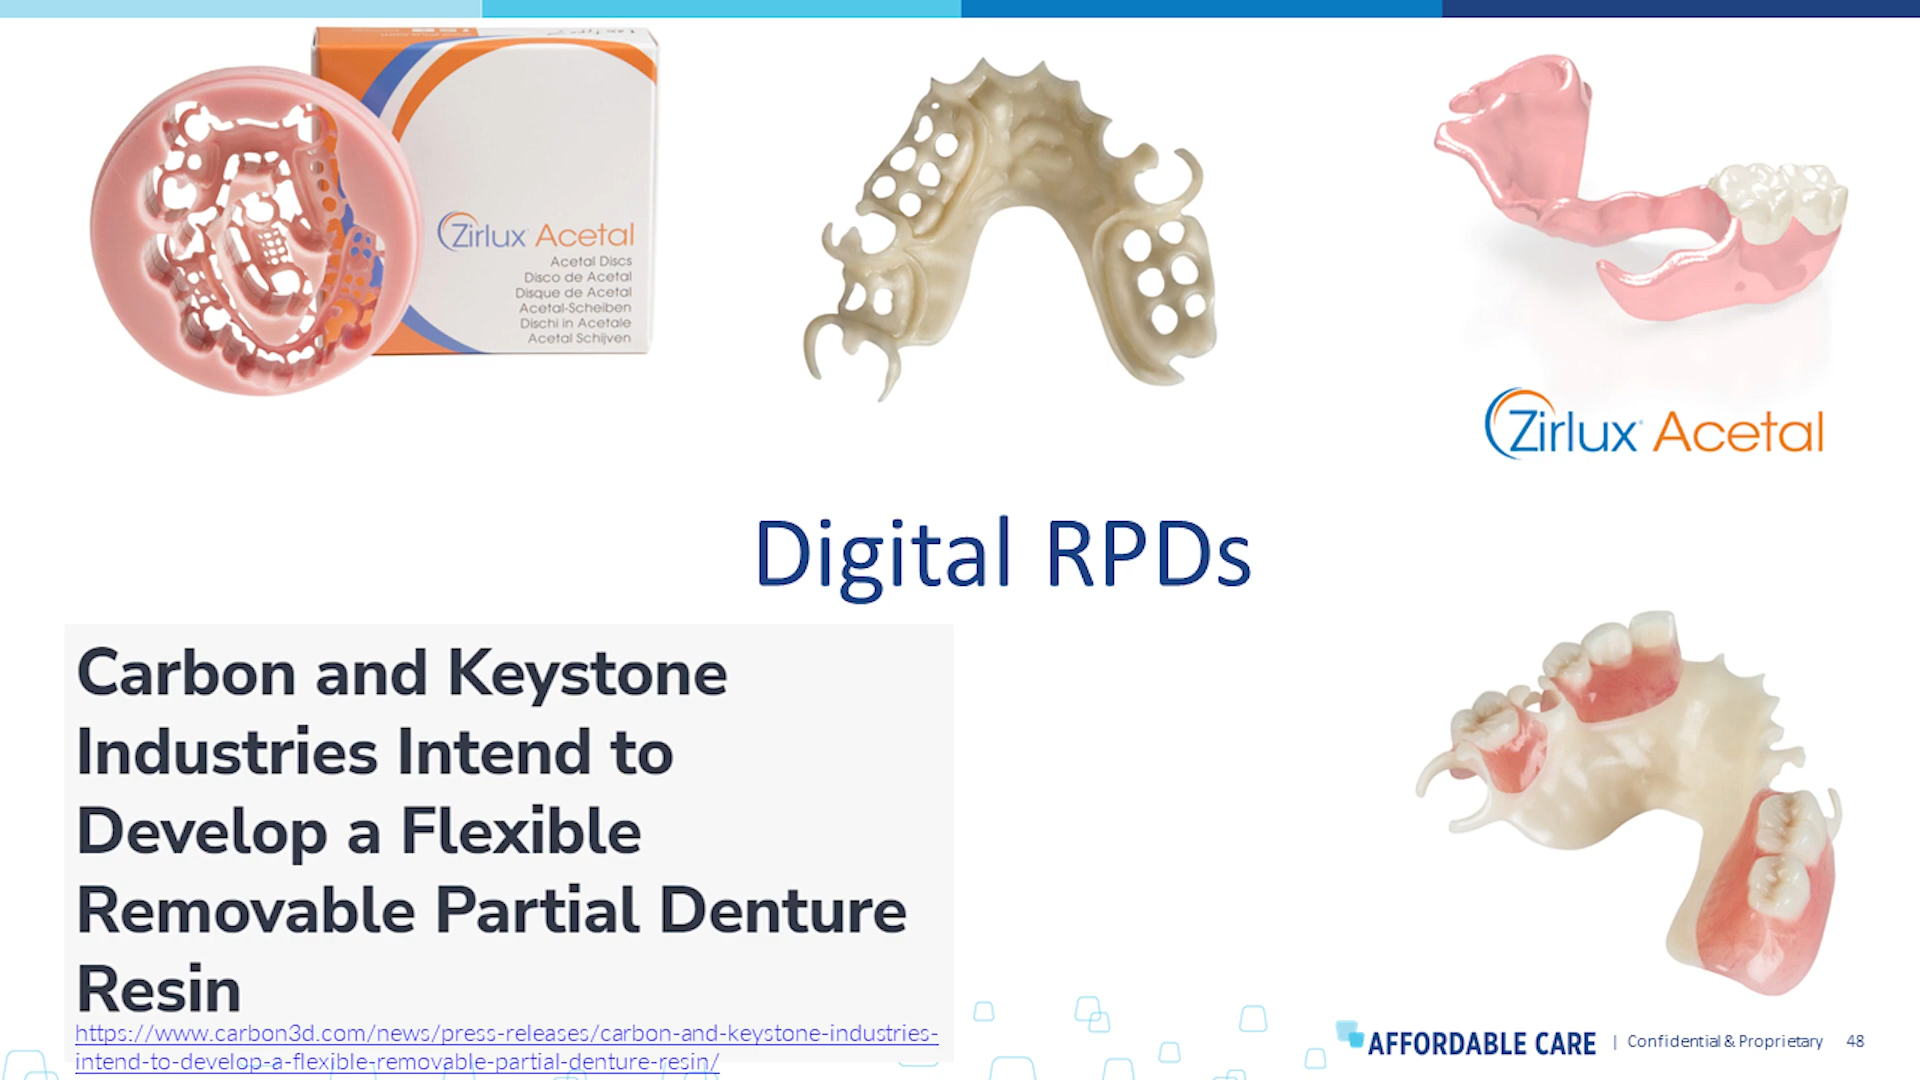 Zirlux Acetal
Acetal Discs
Disco de Acetal
Disque de Acetal
Acetal-Scheiben
Dischi in Acetale
Acetal Schijven
Zirlux Acetal
Digital RPDs
Carbon and Keystone
Industries Intend to
Develop a Flexible
Removable Partial Denture
Resin
https://www.carbon3d.com/news/press-releases/carbon-and-keystone-industries-
intend-to-develop-a-flexible-removable-partial-denture-resin/
AFFORDABLE CARE | Confidential & Proprietary 48